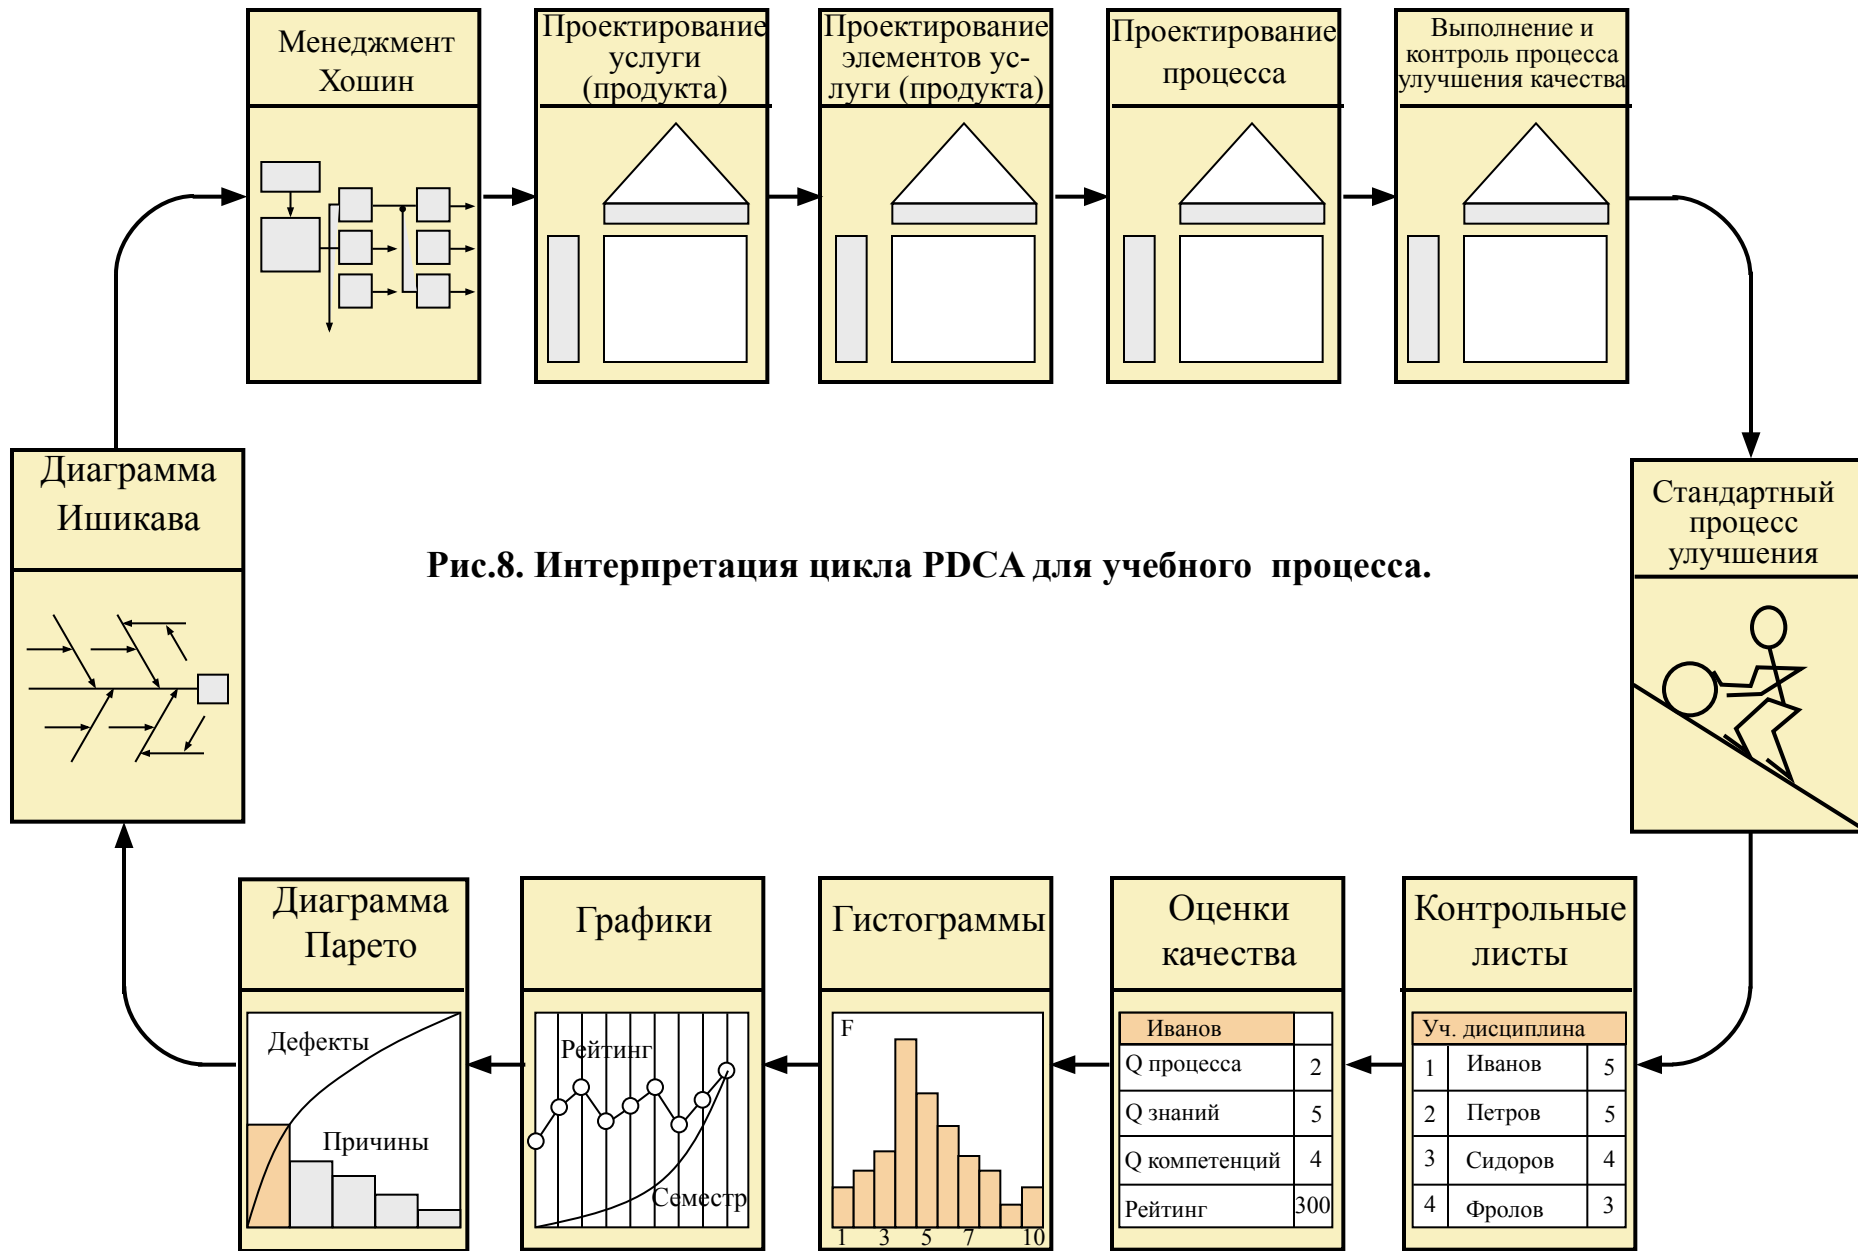 Менеджмент
Хошин
Проектирование
услуги
(продукта)
Проектирование
элементов ус-
луги (продукта)
Проектирование
процесса
Выполнение и
контроль процесса
улучшения качества
Диаграмма
Ишикава
Рис.8. Интерпретация цикла PDCA для учебного процесса.
Стандартный
процесс
улучшения
Диаграмма
Парето
Дефекты
Причины
Графики
Рейтинг
Семестр
Гистограммы
F
1 3 5 7 10
Оценки
качества
Иванов
Q процесса 2
Q знаний 5
Q компетенций 4
Рейтинг 300
Контрольные
листы
Уч. дисциплина
1 Иванов 5
2 Петров 5
3 Сидоров 4
4 Фролов 3